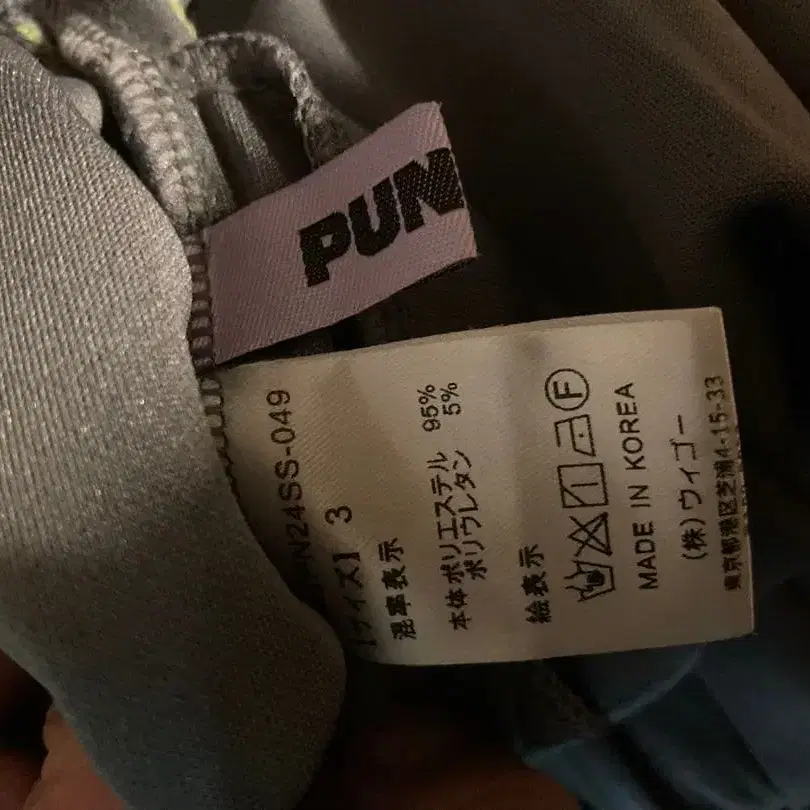 PUN
PN24SS-049
【サイズ】 3
混率表示
本体 ポリエステル 95%
ポリウレタン 5%
絵表示
F
MADE IN KOREA
(株)ウィゴー
東京都港区芝浦4-15-33